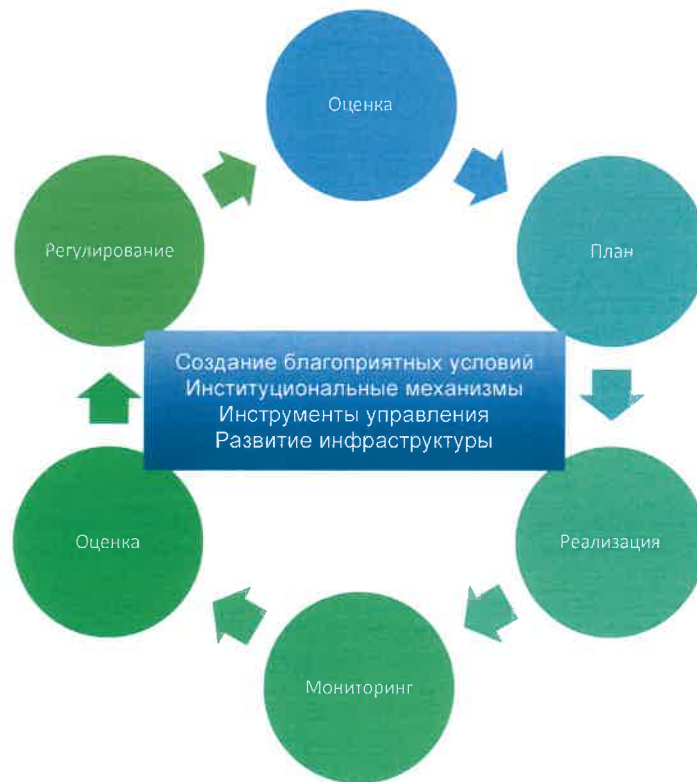 Оценка
План
Реализация
Мониторинг
Оценка
Регулирование
Создание благоприятных условий
Институциональные механизмы
Инструменты управления
Развитие инфраструктуры